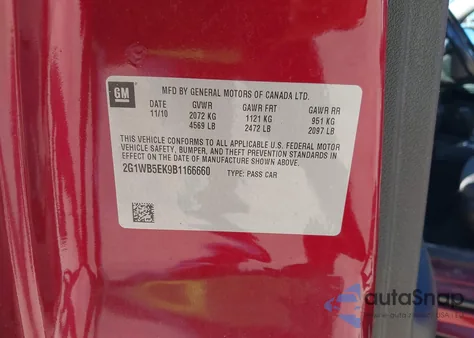 GM
MFD BY GENERAL MOTORS OF CANADA LTD.
DATE GVWR GAWR FRT GAWR RR
11/10 2072 KG 1121 KG 951 KG
4569 LB 2472 LB 2097 LB
THIS VEHICLE CONFORMS TO ALL APPLICABLE U.S. FEDERAL MOTOR
VEHICLE SAFETY, BUMPER, AND THEFT PREVENTION STANDARDS IN
EFFECT ON THE DATE OF MANUFACTURE SHOWN ABOVE.
2G1WB5EK9B1166660 TYPE: PASS CAR
autaSnap